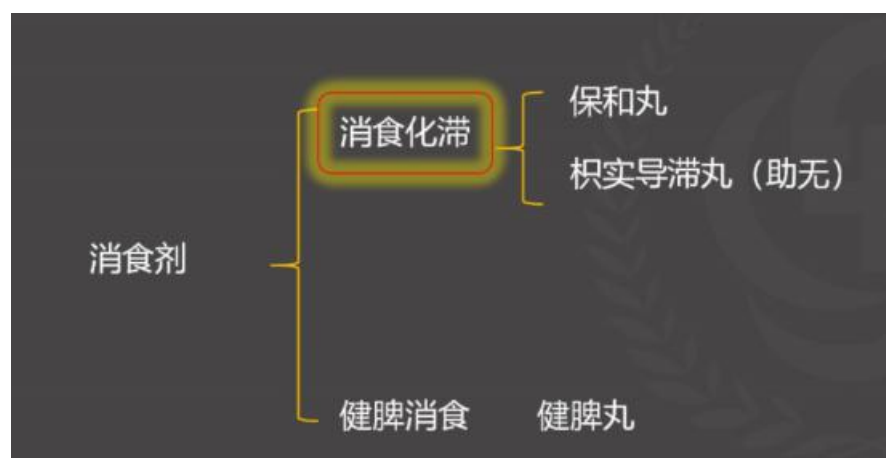 消食化滞
保和丸
枳实导滞丸（助无）
消食剂
健脾消食
健脾丸